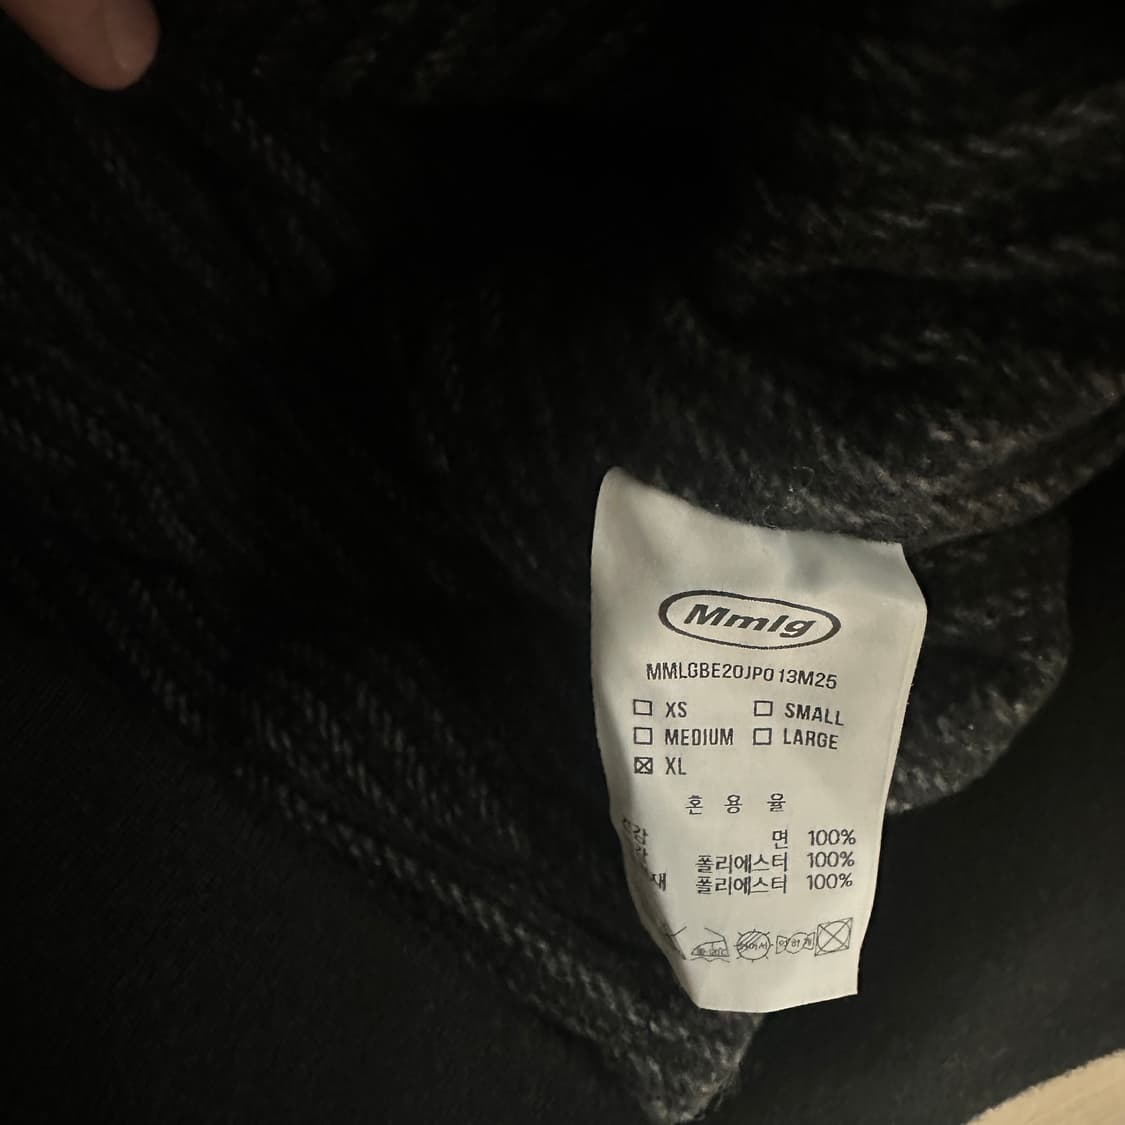 Mmlg
MMLGBE20JP013M25
XS SMALL
MEDIUM LARGE
XL
혼 용 율
면 100%
폴리에스터 100%
폴리에스터 100%